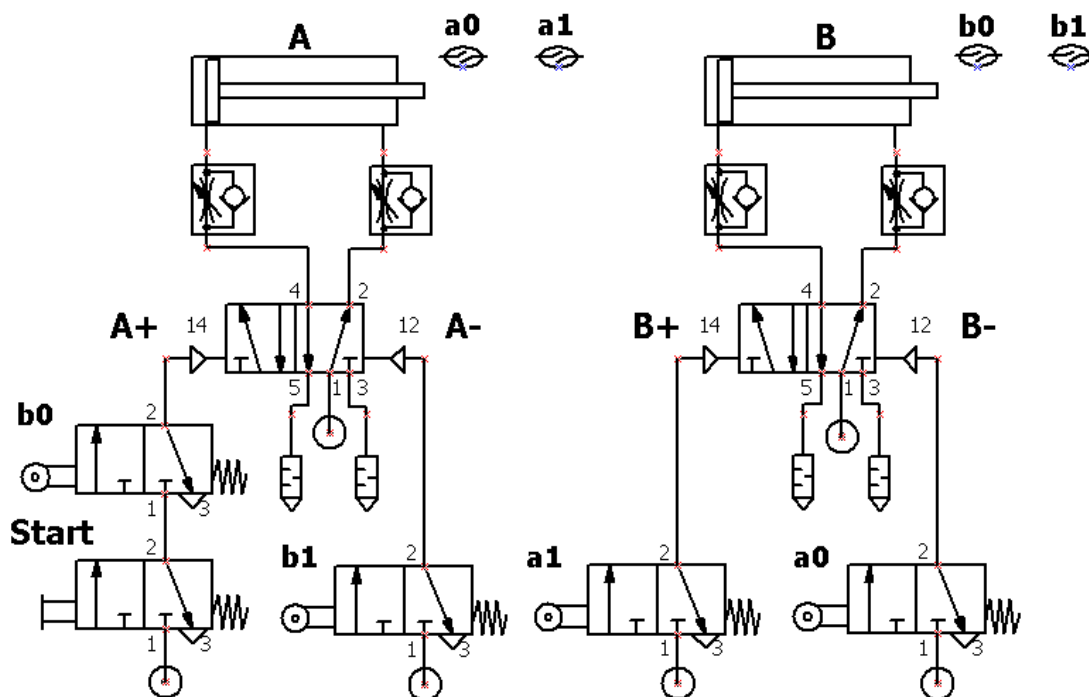 A a0 a1 B b0 b1
4 2 4 2
A+ 14 12 A- B+ 14 12 B-
5 1 3 5 1 3
b0 2
1 3
Start 2 b1 2 a1 2 a0 2
1 3 1 3 1 3 1 3